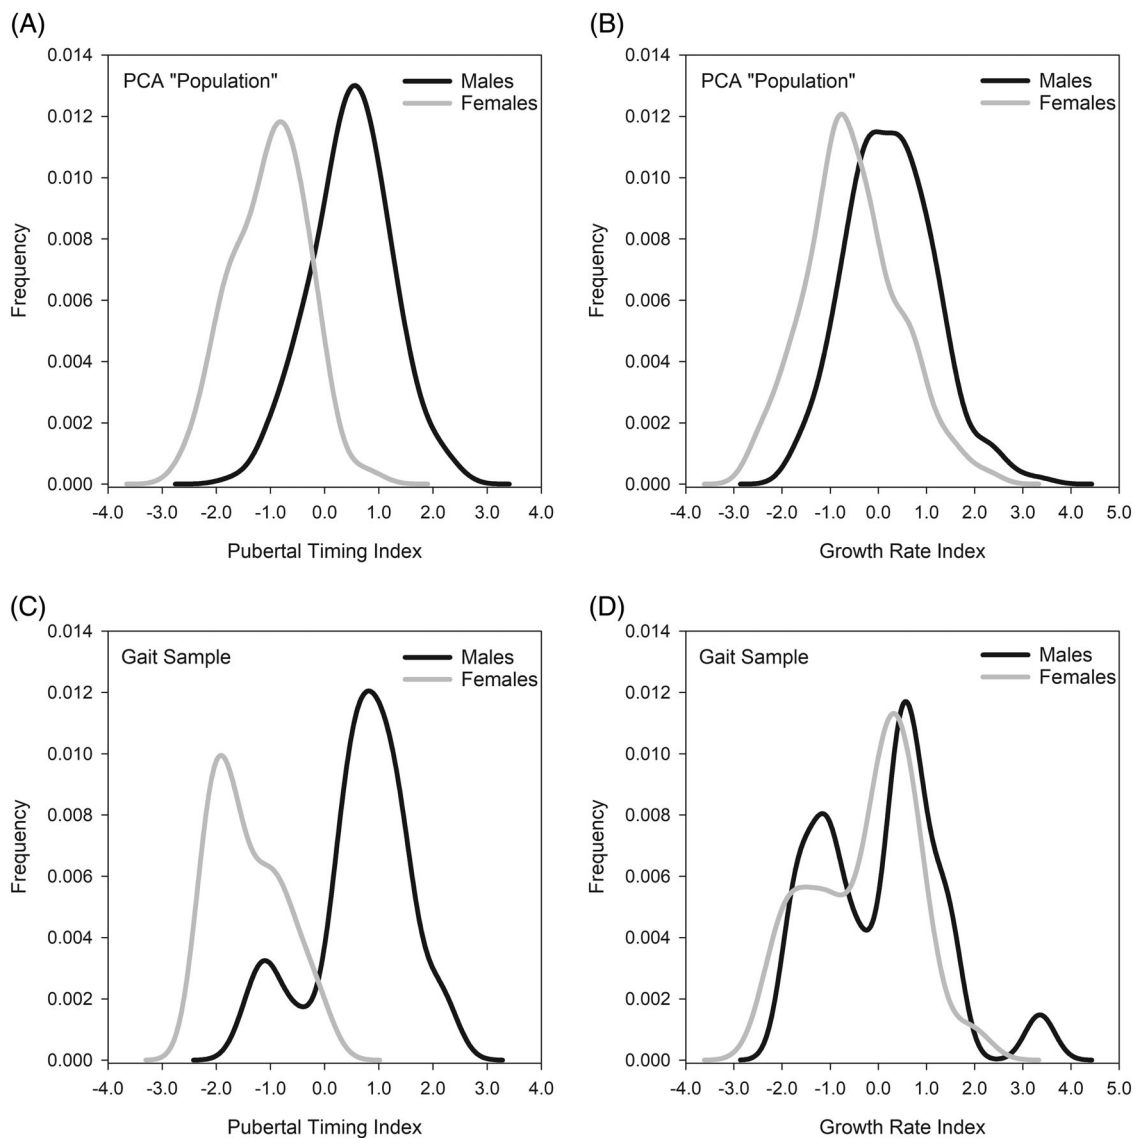 (A)
PCA "Population"
Males
Females
0.014
0.012
0.010
0.008
0.006
0.004
0.002
0.000
Frequency
-4.0 -3.0 -2.0 -1.0 0.0 1.0 2.0 3.0 4.0
Pubertal Timing Index
(B)
PCA "Population"
Males
Females
0.014
0.012
0.010
0.008
0.006
0.004
0.002
0.000
Frequency
-4.0 -3.0 -2.0 -1.0 0.0 1.0 2.0 3.0 4.0 5.0
Growth Rate Index
(C)
Gait Sample
Males
Females
0.014
0.012
0.010
0.008
0.006
0.004
0.002
0.000
Frequency
-4.0 -3.0 -2.0 -1.0 0.0 1.0 2.0 3.0 4.0
Pubertal Timing Index
(D)
Gait Sample
Males
Females
0.014
0.012
0.010
0.008
0.006
0.004
0.002
0.000
Frequency
-4.0 -3.0 -2.0 -1.0 0.0 1.0 2.0 3.0 4.0 5.0
Growth Rate Index